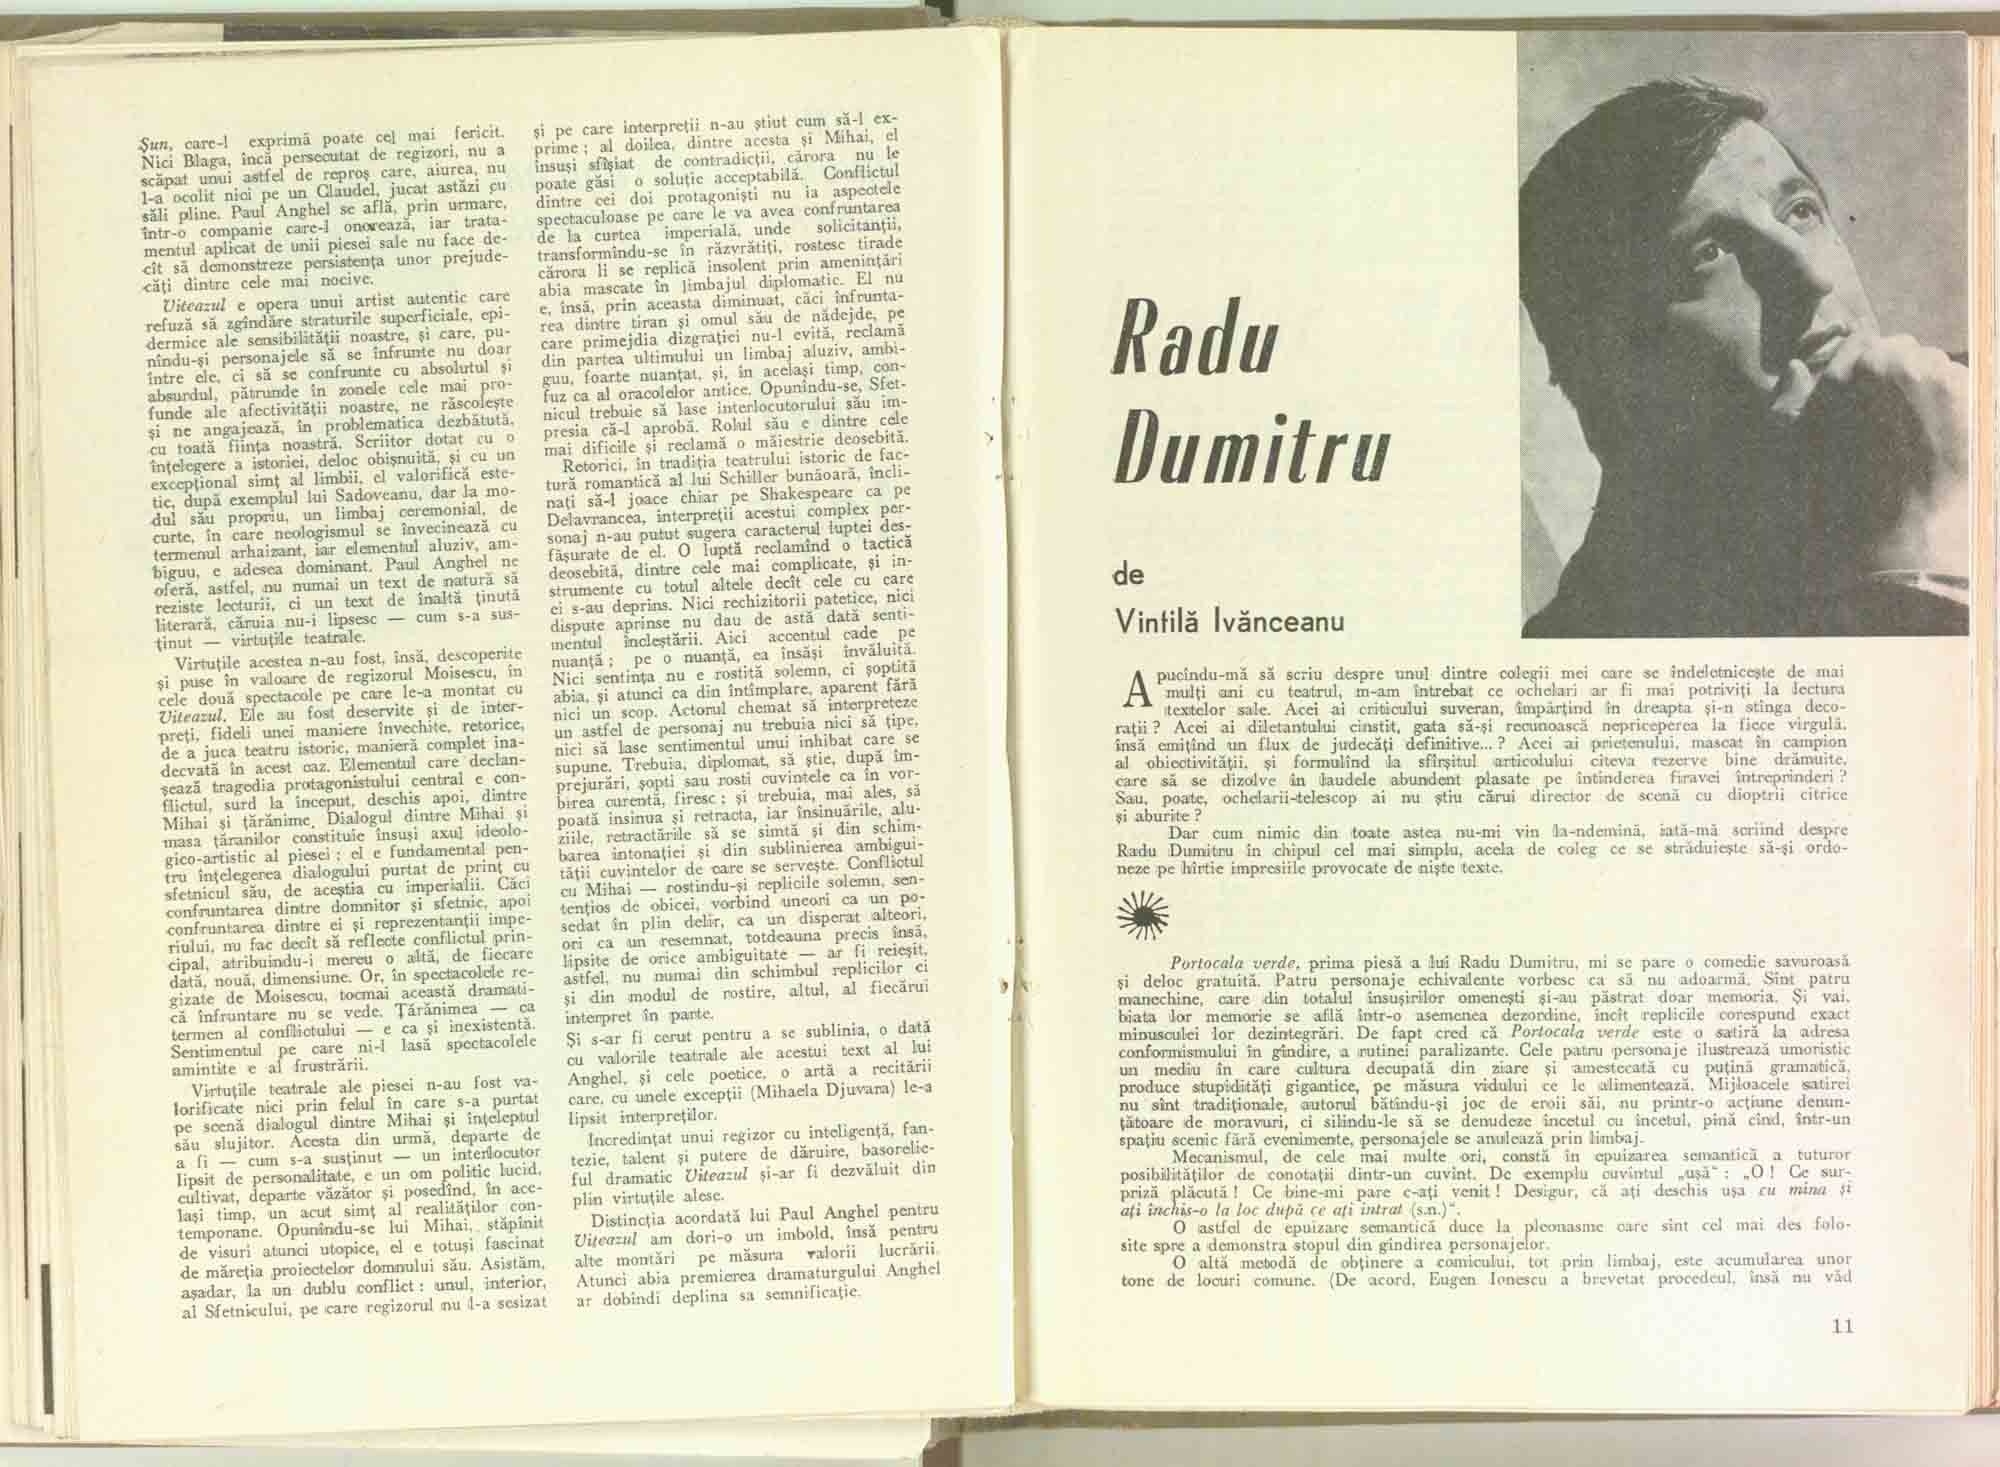 Șun, care-l exprimă poate cel mai fericit.
Nici Blaga, încă persecutat de regizori, nu a
scăpat unui astfel de reproș care, aiurea, nu
l-a ocolit nici pe un Claudel, jucat astăzi cu
săli pline. Paul Anghel se află, prin urmare,
într-o companie care-l onorează, iar trata-
mentul aplicat de unii piesei sale nu face de-
cît să demonstreze persistența unor prejude-
căți dintre cele mai nocive.
Viteazul e opera unui artist autentic care
refuză să zgîndăre straturile superficiale, epi-
dermice ale sensibilității noastre, și care, pu-
nîndu-și personajele să se înfrunte nu doar
între ele, ci să se confrunte cu absolutul și
absurdul, pătrunde în zonele cele mai pro-
funde ale afectivității noastre, ne răscolește
și ne angajează, în problematica dezbătută,
cu toată ființa noastră. Scriitor dotat cu o
înțelegere a istoriei, deloc obișnuită, și cu un
excepțional simț al limbii, el valorifică este-
tic, după exemplul lui Sadoveanu, dar la mo-
dul său propriu, un limbaj ceremonial, de
curte, în care neologismul se învecinează cu
termenul arhaizant, iar elementul aluziv, am-
biguu, e adesea dominant. Paul Anghel ne
oferă, astfel, nu numai un text de natură să
reziste lecturii, ci un text de înaltă ținută
literară, căruia nu-i lipsesc — cum s-a sus-
ținut — virtuțile teatrale.
Virtuțile acestea n-au fost, însă, descoperite
și puse în valoare de regizorul Moisescu, în
cele două spectacole pe care le-a montat cu
Viteazul. Ele au fost deservite și de inter-
preți, fideli unei maniere învechite, retorice,
de a juca teatru istoric, manieră complet ina-
decvată în acest caz. Elementul care declan-
șează tragedia protagonistului central e con-
flictul, surd la început, deschis apoi, dintre
Mihai și țărănime. Dialogul dintre Mihai și
masa țăranilor constituie însuși axul ideolo-
gico-artistic al piesei ; el e fundamental pen-
tru înțelegerea dialogului purtat de prinț cu
sfetnicul său, de aceștia cu imperialii. Căci
confruntarea dintre domnitor și sfetnic, apoi
confruntarea dintre ei și reprezentanții impe-
riului, nu fac decît să reflecte conflictul prin-
cipal, atribuindu-i mereu o altă, de fiecare
dată, nouă, dimensiune. Or, în spectacolele re-
gizate de Moisescu, tocmai această dramati-
că înfruntare nu se vede. Țărănimea — ca
termen al conflictului — e ca și inexistentă.
Sentimentul pe care ni-l lasă spectacolele
amintite e al frustrării.
Virtuțile teatrale ale piesei n-au fost va-
lorificate nici prin felul în care s-a purtat
pe scenă dialogul dintre Mihai și înțeleptul
său slujitor. Acesta din urmă, departe de
a fi — cum s-a susținut — un interlocutor
lipsit de personalitate, e un om politic lucid,
cultivat, departe văzător și posedînd, în ace-
lași timp, un acut simț al realităților con-
temporane. Opunîndu-se lui Mihai, stăpînit
de visuri atunci utopice, el e totuși fascinat
de măreția proiectelor domnului său. Asistăm,
așadar, la un dublu conflict : unul, interior,
al Sfetnicului, pe care regizorul nu l-a sesizat
și pe care interpreții n-au știut cum să-l ex-
prime ; al doilea, dintre acesta și Mihai, el
însuși sfîșiat de contradicții, cărora nu le
poate găsi o soluție acceptabilă. Conflictul
dintre cei doi protagoniști nu ia aspectele
spectaculoase pe care le va avea confruntarea
de la curtea imperială, unde solicitanții,
transformîndu-se în răzvrătiți, rostesc tirade
cărora li se replică insolent prin amenințări
abia mascate în limbajul diplomatic. El nu
e, însă, prin aceasta diminuat, căci înfrunta-
rea dintre tiran și omul său de nădejde, pe
care primejdia dizgrației nu-l evită, reclamă
din partea ultimului un limbaj aluziv, ambi-
guu, foarte nuanțat, și, în același timp, con-
fuz ca al oracolelor antice. Opunîndu-se, Sfet-
nicul trebuie să lase interlocutorului său im-
presia că-l aprobă. Rolul său e dintre cele
mai dificile și reclamă o măiestrie deosebită.
Retorici, în tradiția teatrului istoric de fac-
tură romantică al lui Schiller bunăoară, încli-
nați să-l joace chiar pe Shakespeare ca pe
Delavrancea, interpreții acestui complex per-
sonaj n-au putut sugera caracterul luptei des-
fășurate de el. O luptă reclamînd o tactică
deosebită, dintre cele mai complicate, și in-
strumente cu totul altele decît cele cu care
ei s-au deprins. Nici rechizitorii patetice, nici
dispute aprinse nu dau de astă dată senti-
mentul încleștării. Aici accentul cade pe
nuanță ; pe o nuanță, ea însăși învăluită.
Nici sentința nu e rostită solemn, ci șoptită
abia, și atunci ca din întîmplare, aparent fără
nici un scop. Actorul chemat să interpreteze
un astfel de personaj nu trebuia nici să țipe,
nici să lase sentimentul unui inhibat care se
supune. Trebuia, diplomat, să știe, după îm-
prejurări, șopti sau rosti cuvintele ca în vor-
birea curentă, firesc ; și trebuia, mai ales, să
poată insinua și retracta, iar însinuările, alu-
ziile, retractările să se simtă și din schim-
barea intonației și din sublinierea ambigui-
tății cuvintelor de care se servește. Conflictul
cu Mihai — rostindu-și replicile solemn, sen-
tențios de obicei, vorbind uneori ca un po-
sedat în plin delir, ca un disperat alteori,
ori ca un resemnat, totdeauna precis însă,
lipsite de orice ambiguitate — ar fi reieșit,
astfel, nu numai din schimbul replicilor ci
și din modul de rostire, altul, al fiecărui
interpret în parte.
Și s-ar fi cerut pentru a se sublinia, o dată
cu valorile teatrale ale acestui text al lui
Anghel, și cele poetice, o artă a recitării
care, cu unele excepții (Mihaela Djuvara) le-a
lipsit interpreților.
Incredințat unui regizor cu inteligență, fan-
tezie, talent și putere de dăruire, basorelie-
ful dramatic Viteazul și-ar fi dezvăluit din
plin virtuțile alese.
Distincția acordată lui Paul Anghel pentru
Viteazul am dori-o un imbold, însă pentru
alte montări pe măsura valorii lucrării.
Atunci abia premierea dramaturgului Anghel
ar dobîndi deplina sa semnificație.
Radu
Dumitru
de
Vintilă Ivănceanu
Apucîndu-mă să scriu despre unul dintre colegii mei care se îndeletnicește de mai
mulți ani cu teatrul, m-am întrebat ce ochelari ar fi mai potriviți la lectura
textelor sale. Acei ai criticului suveran, împărțind în dreapta și-n stînga deco-
rații ? Acei ai diletantului cinstit, gata să-și recunoască nepriceperea la fiece virgulă,
însă emițînd un flux de judecăți definitive... ? Acei ai prietenului, mascat în campion
al obiectivității, și formulînd la sfîrșitul articolului cîteva rezerve bine drămuite,
care să se dizolve în laudele abundent plasate pe întinderea firavei întreprinderi ?
Sau, poate, ochelarii-telescop ai nu știu cărui director de scenă cu dioptrii citrice
și aburite ?
Dar cum nimic din toate astea nu-mi vin la-ndemînă, iată-mă scriind despre
Radu Dumitru în chipul cel mai simplu, acela de coleg ce se străduiește să-și ordo-
neze pe hîrtie impresiile provocate de niște texte.
Portocala verde, prima piesă a lui Radu Dumitru, mi se pare o comedie savuroasă
și deloc gratuită. Patru personaje echivalente vorbesc ca să nu adoarmă. Sînt patru
manechine, care din totalul însușirilor omenești și-au păstrat doar memoria. Și vai,
biata lor memorie se află într-o asemenea dezordine, încît replicile corespund exact
minusculei lor dezintegrări. De fapt cred că Portocala verde este o satiră la adresa
conformismului în gîndire, a rutinei paralizante. Cele patru personaje ilustrează umoristic
un mediu în care cultura decupată din ziare și amestecată cu puțină gramatică,
produce stupidități gigantice, pe măsura vidului ce le alimentează. Mijloacele satirei
nu sînt tradiționale, autorul bătîndu-și joc de eroii săi, nu printr-o acțiune denun-
țătoare de moravuri, ci silindu-le să se denudeze încetul cu încetul, pînă cînd, într-un
spațiu scenic fără evenimente, personajele se anulează prin limbaj.
Mecanismul, de cele mai multe ori, constă în epuizarea semantică a tuturor
posibilităților de conotații dintr-un cuvînt. De exemplu cuvîntul „ușă“ : „O ! Ce sur-
priză plăcută ! Ce bine-mi pare c-ați venit ! Desigur, că ați deschis ușa cu mîna și
ați închis-o la loc după ce ați intrat (s.n.)“.
O astfel de epuizare semantică duce la pleonasme care sînt cel mai des folo-
site spre a demonstra stopul din gîndirea personajelor.
O altă metodă de obținere a comicului, tot prin limbaj, este acumularea unor
tone de locuri comune. (De acord, Eugen Ionescu a brevetat procedeul, însă nu văd
11